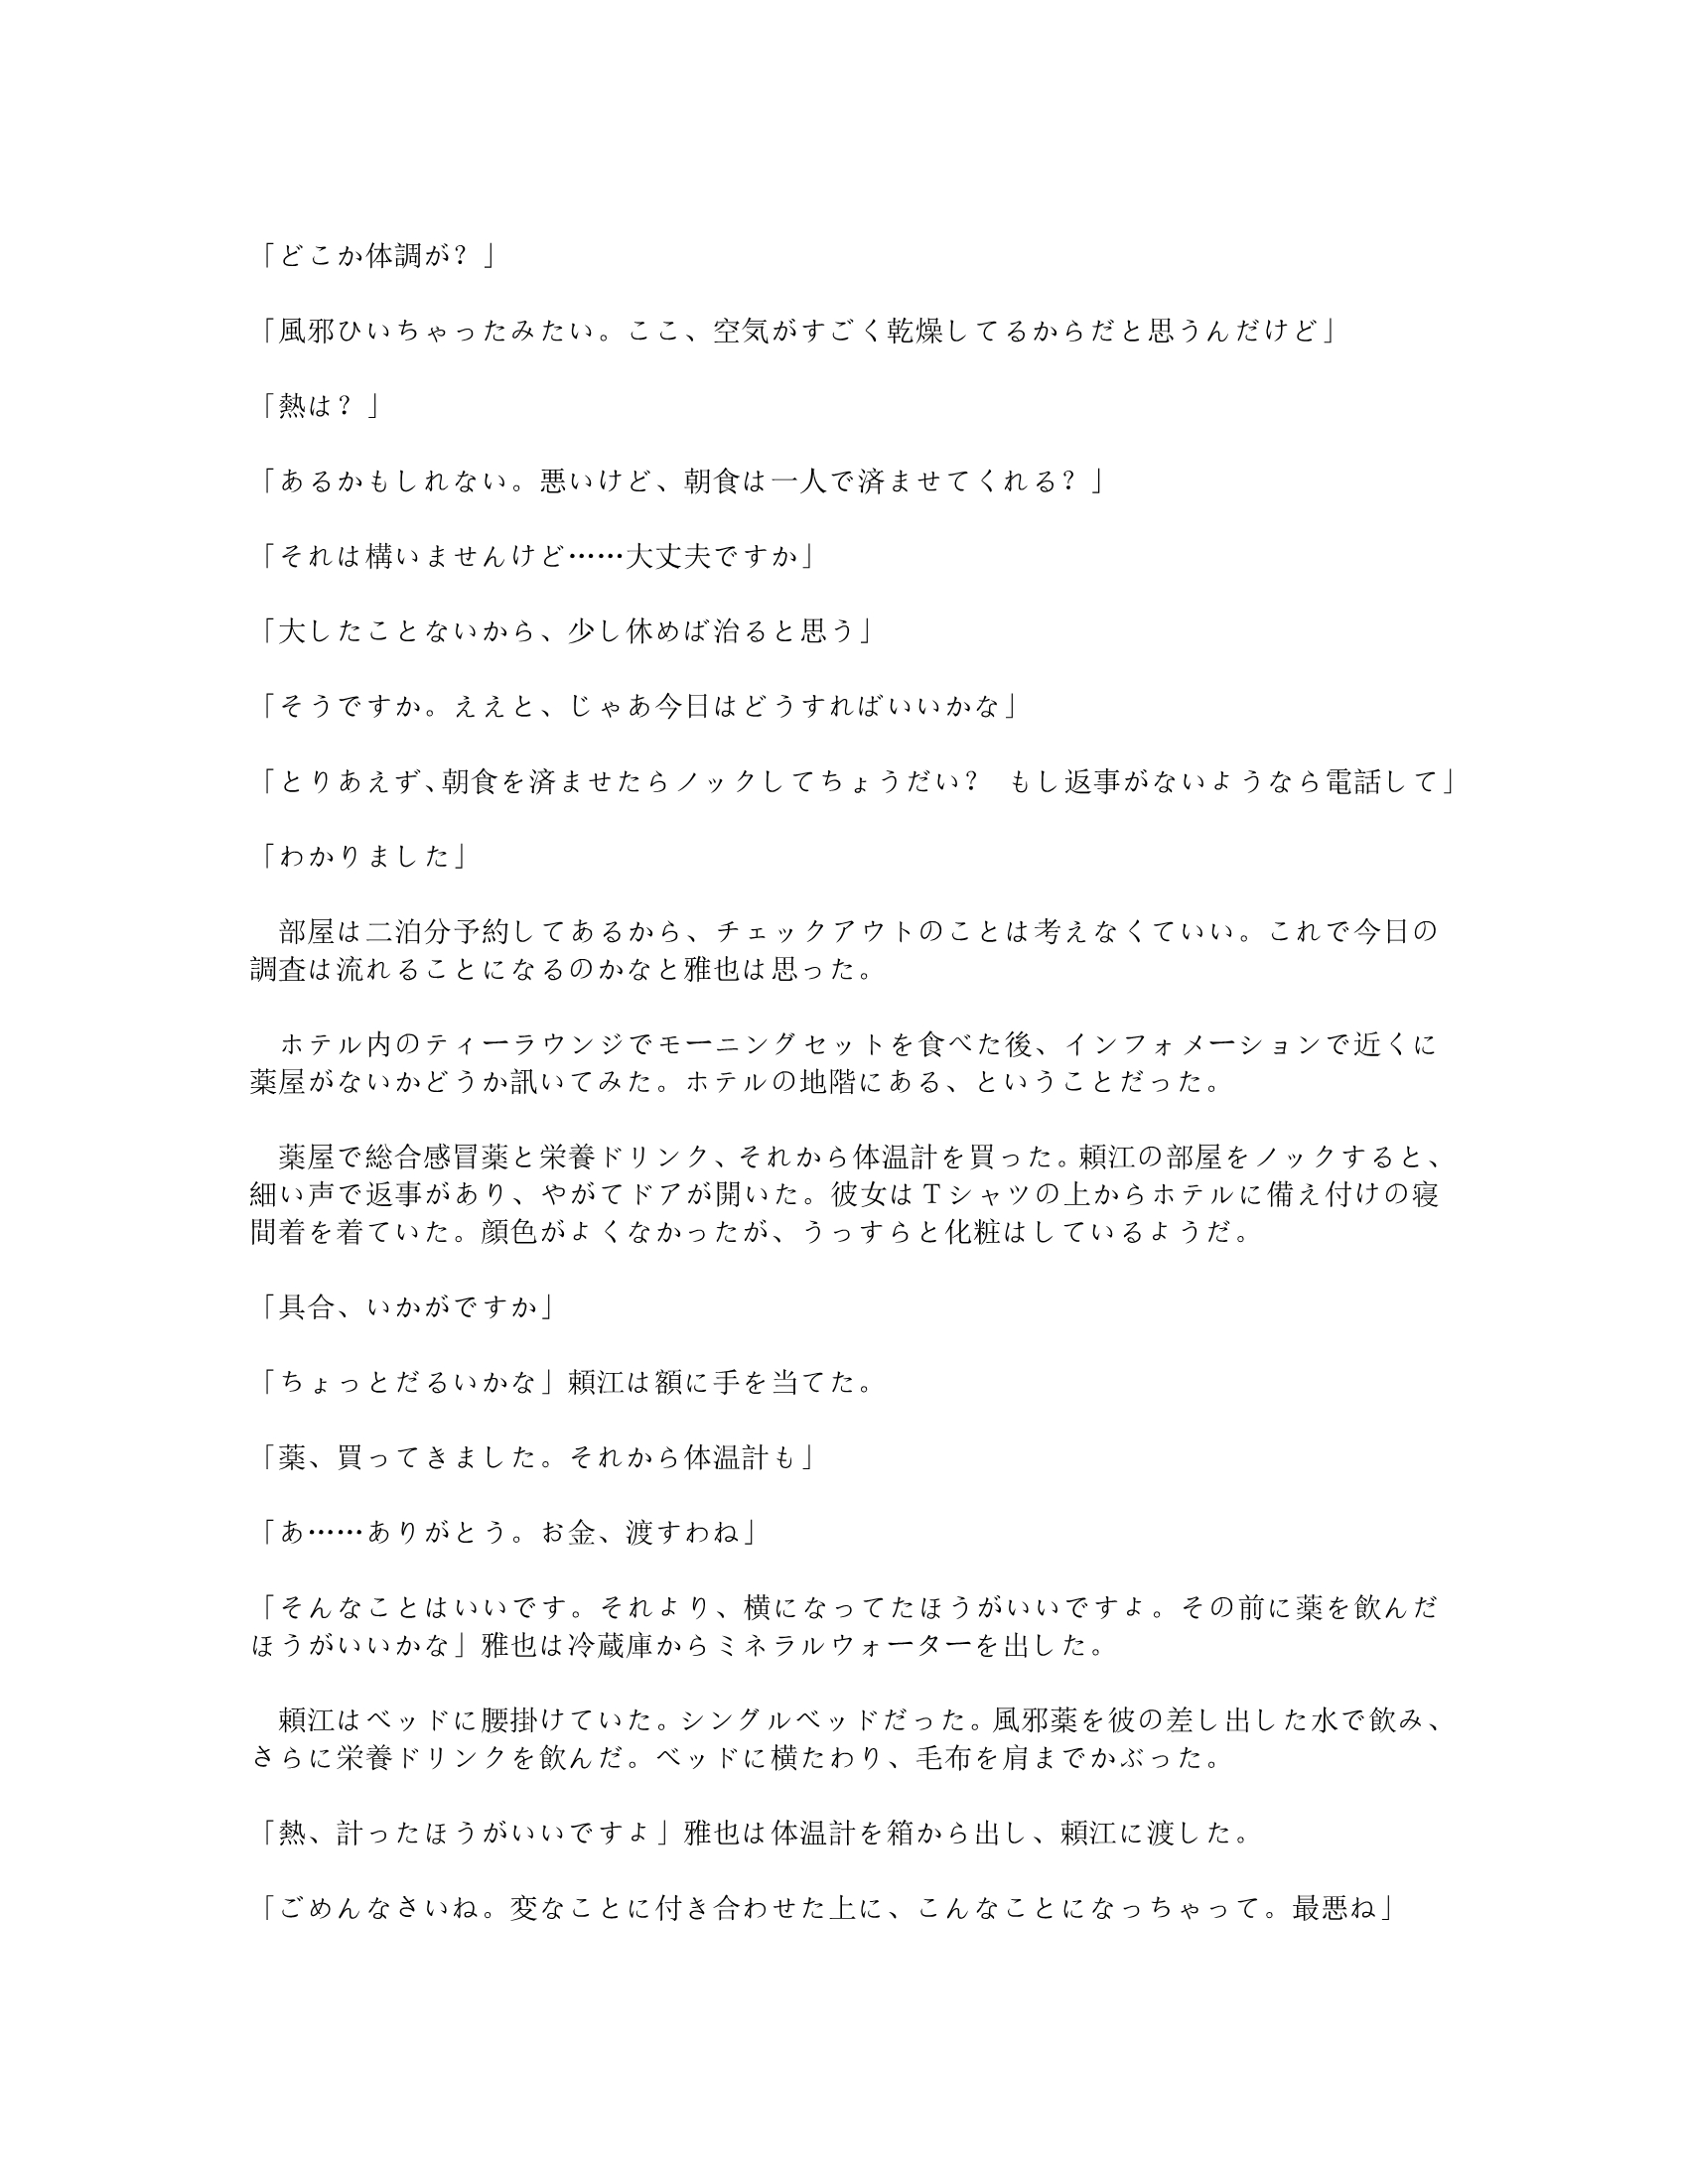 「どこか体調が？」
「風邪ひいちゃったみたい。ここ、空気がすごく乾燥してるからだと思うんだけど」
「熱は？」
「あるかもしれない。悪いけど、朝食は一人で済ませてくれる？」
「それは構いませんけど……大丈夫ですか」
「大したことないから、少し休めば治ると思う」
「そうですか。ええと、じゃあ今日はどうすればいいかな」
「とりあえず、朝食を済ませたらノックしてちょうだい？　もし返事がないようなら電話して」
「わかりました」
　部屋は二泊分予約してあるから、チェックアウトのことは考えなくていい。これで今日の
調査は流れることになるのかなと雅也は思った。
　ホテル内のティーラウンジでモーニングセットを食べた後、インフォメーションで近くに
薬屋がないかどうか訊いてみた。ホテルの地階にある、ということだった。
　薬屋で総合感冒薬と栄養ドリンク、それから体温計を買った。頼江の部屋をノックすると、
細い声で返事があり、やがてドアが開いた。彼女はＴシャツの上からホテルに備え付けの寝
間着を着ていた。顔色がよくなかったが、うっすらと化粧はしているようだ。
「具合、いかがですか」
「ちょっとだるいかな」頼江は額に手を当てた。
「薬、買ってきました。それから体温計も」
「あ……ありがとう。お金、渡すわね」
「そんなことはいいです。それより、横になってたほうがいいですよ。その前に薬を飲んだ
ほうがいいかな」雅也は冷蔵庫からミネラルウォーターを出した。
　頼江はベッドに腰掛けていた。シングルベッドだった。風邪薬を彼の差し出した水で飲み、
さらに栄養ドリンクを飲んだ。ベッドに横たわり、毛布を肩までかぶった。
「熱、計ったほうがいいですよ」雅也は体温計を箱から出し、頼江に渡した。
「ごめんなさいね。変なことに付き合わせた上に、こんなことになっちゃって。最悪ね」